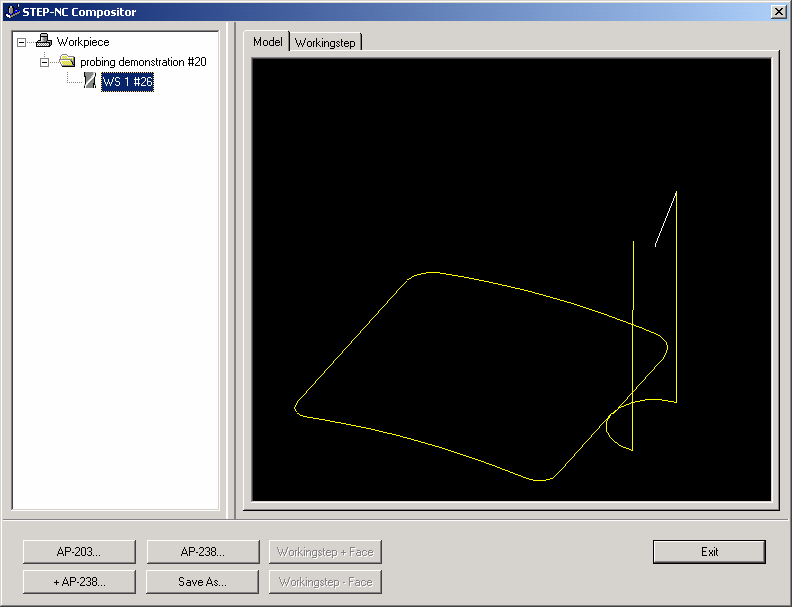 STEP-NC Compositor
Workpiece
probing demonstration #20
WS 1 #26
Model
Workingstep
AP-203...
AP-238...
Workingstep + Face
Exit
+ AP-238...
Save As...
Workingstep - Face